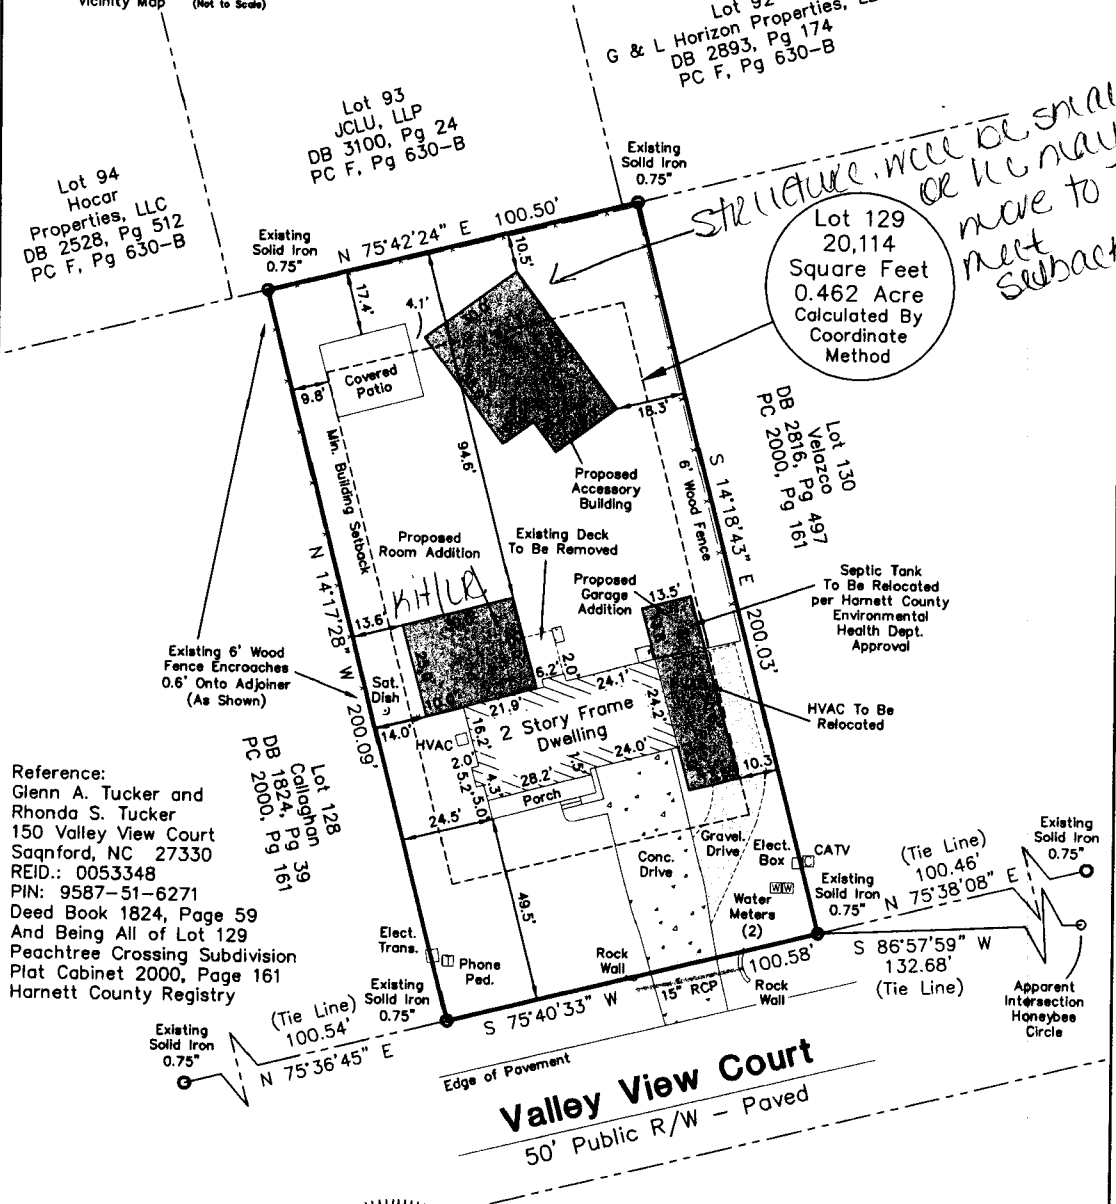 Vicinity Map (Not to Scale)
Lot 92
G & L Horizon Properties,
DB 2893, Pg 174
PC F, Pg 630-B
Lot 93
JCLU, LLP
DB 3100, Pg 24
PC F, Pg 630-B
Lot 94
Hocar
Properties, LLC
DB 2528, Pg 512
PC F, Pg 630-B
Existing
Solid Iron
0.75"
Existing
Solid Iron
0.75"
N 75°42'24" E 100.50'
Structure will be
or
move to
meet
Lot 129
20,114
Square Feet
0.462 Acre
Calculated By
Coordinate
Method
10.5'
17.4'
4.1'
Covered
Patio
9.8'
18.3'
94.6'
Min. Building Setback
Proposed
Accessory
Building
6' Wood Fence
S 14°18'43" E 200.03'
Lot 130
Velazco
DB 2816, Pg 497
PC 2000, Pg 161
N 14°17'28" W 200.09'
Proposed
Room Addition
Kit/LR
Existing Deck
To Be Removed
Proposed
Garage
Addition
13.5'
Septic Tank
To Be Relocated
per Harnett County
Environmental
Health Dept.
Approval
13.6'
Existing 6' Wood
Fence Encroaches
0.6' Onto Adjoiner
(As Shown)
Sat.
Dish
14.0'
6.2'
2.0'
24.1'
21.9'
24.2'
2 Story Frame
Dwelling
HVAC
16.2'
2.0'
5.2'
4.3'
5.0'
28.2'
1.5'
24.0'
Porch
10.3
HVAC To Be
Relocated
Lot 128
Callaghan
DB 1824, Pg 39
PC 2000, Pg 161
24.5'
49.5'
Reference:
Glenn A. Tucker and
Rhonda S. Tucker
150 Valley View Court
Saqnford, NC 27330
REID.: 0053348
PIN: 9587-51-6271
Deed Book 1824, Page 59
And Being All of Lot 129
Peachtree Crossing Subdivision
Plat Cabinet 2000, Page 161
Harnett County Registry
Conc.
Drive
Gravel
Drive
Elect.
Box
CATV
Water
Meters
(2)
W W
Existing
Solid Iron
0.75"
(Tie Line)
100.46'
N 75°38'08" E
Existing
Solid Iron
0.75"
S 86°57'59" W
132.68'
(Tie Line)
Apparent
Intersection
Honeybee
Circle
Elect.
Trans.
Phone
Ped.
Rock
Wall
15" RCP
Rock
Wall
100.58'
S 75°40'33" W
Existing
Solid Iron
0.75"
(Tie Line)
100.54'
N 75°36'45" E
Existing
Solid Iron
0.75"
Edge of Pavement
Valley View Court
50' Public R/W - Paved